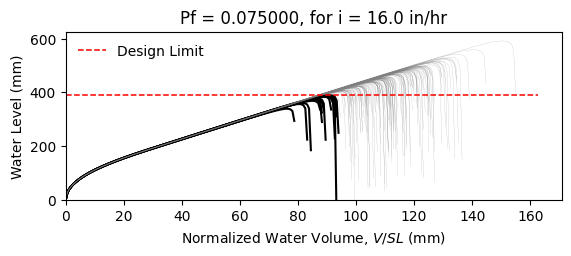 Pf = 0.075000, for i = 16.0 in/hr
Design Limit
Water Level (mm)
600
400
200
0
0 20 40 60 80 100 120 140 160
Normalized Water Volume, V/SL (mm)